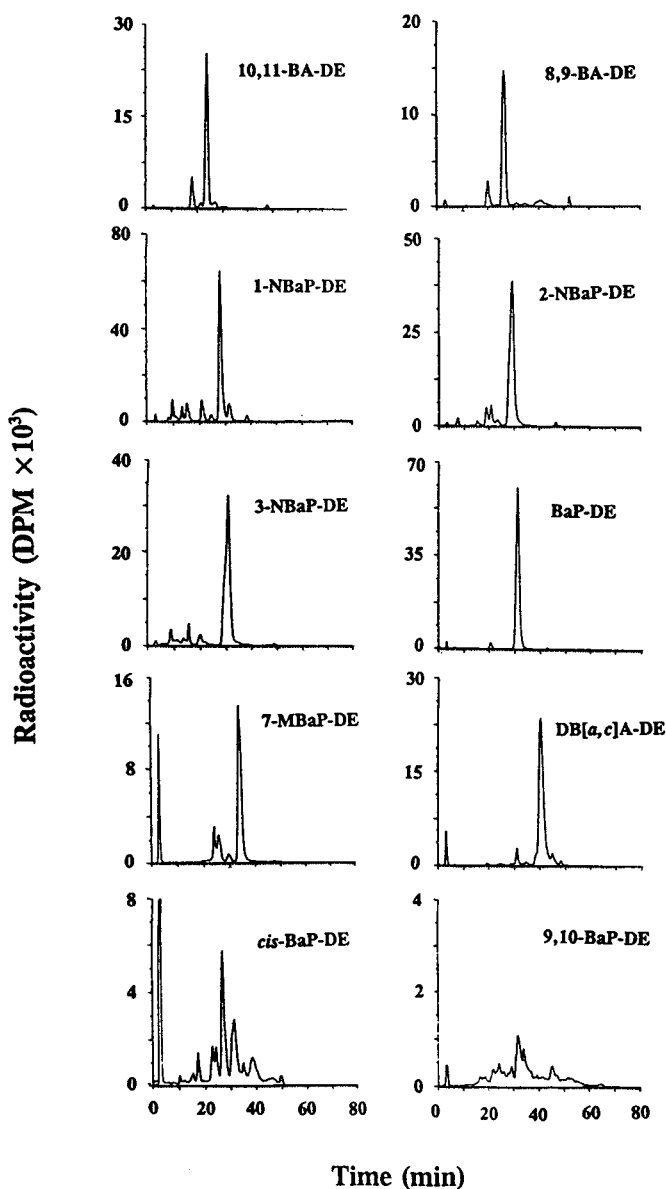 Radioactivity (DPM ×10³)
30
15
0
10,11-BA-DE
20
10
0
8,9-BA-DE
80
40
0
1-NBaP-DE
50
25
0
2-NBaP-DE
40
20
0
3-NBaP-DE
70
35
0
BaP-DE
16
8
0
7-MBaP-DE
30
15
0
DB[a,c]A-DE
8
4
0
cis-BaP-DE
0 20 40 60 80
4
2
0
9,10-BaP-DE
0 20 40 60 80
Time (min)